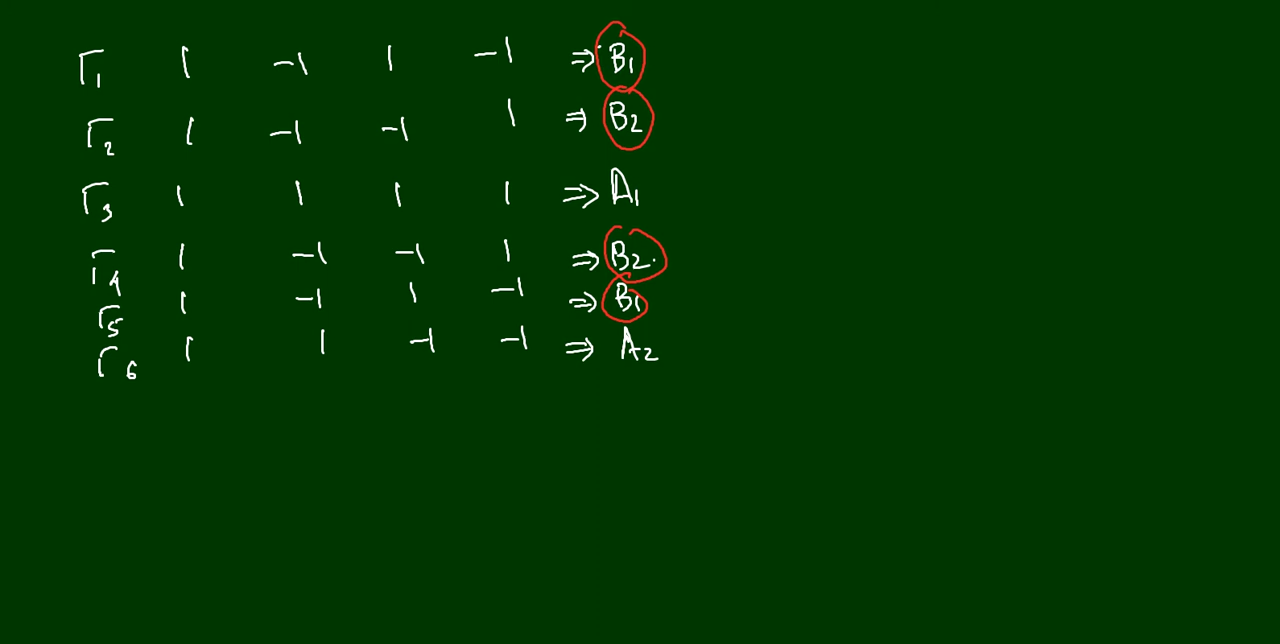 Γ₁ 1 -1 1 -1 ⇒ B₁
Γ₂ 1 -1 -1 1 ⇒ B₂
Γ₃ 1 1 1 1 ⇒ A₁
Γ₄ 1 -1 -1 1 ⇒ B₂.
Γ₅ 1 -1 1 -1 ⇒ B₁
Γ₆ 1 1 -1 -1 ⇒ A₂